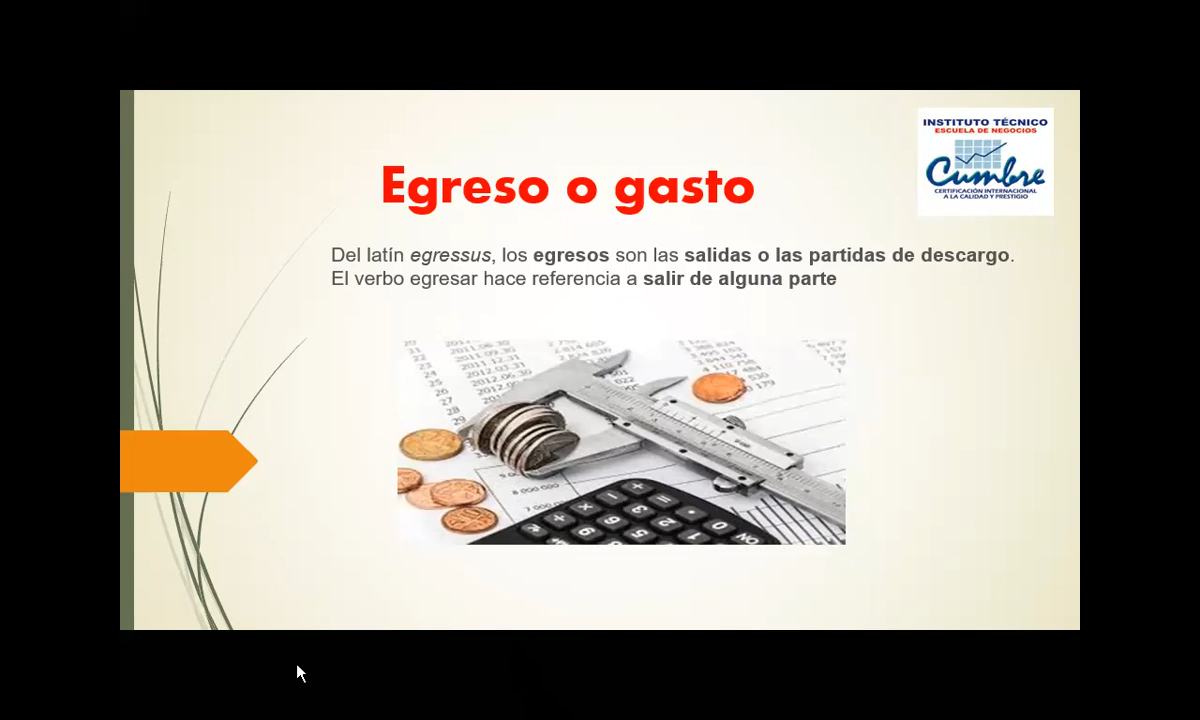 INSTITUTO TÉCNICO
ESCUELA DE NEGOCIOS
Cumbre
CERTIFICACIÓN INTERNACIONAL
A LA CALIDAD Y PRESTIGIO
Egreso o gasto
Del latín egressus, los egresos son las salidas o las partidas de descargo.
El verbo egresar hace referencia a salir de alguna parte